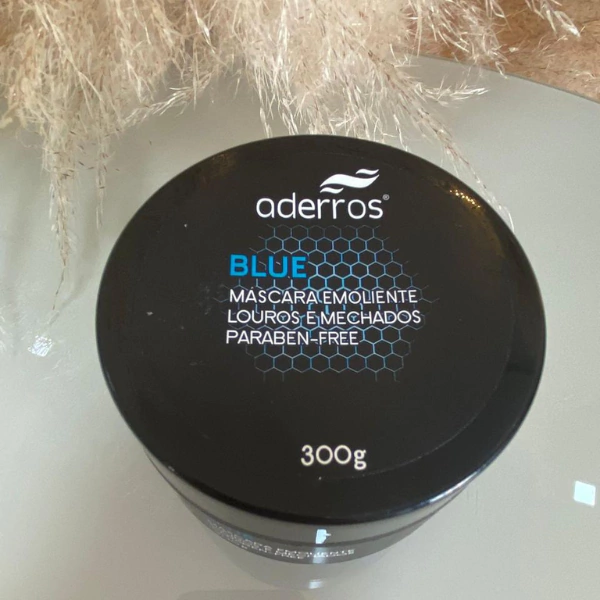 aderros®
BLUE
MASCARA EMOLIENTE
LOUROS E MECHADOS
PARABEN-FREE
300g